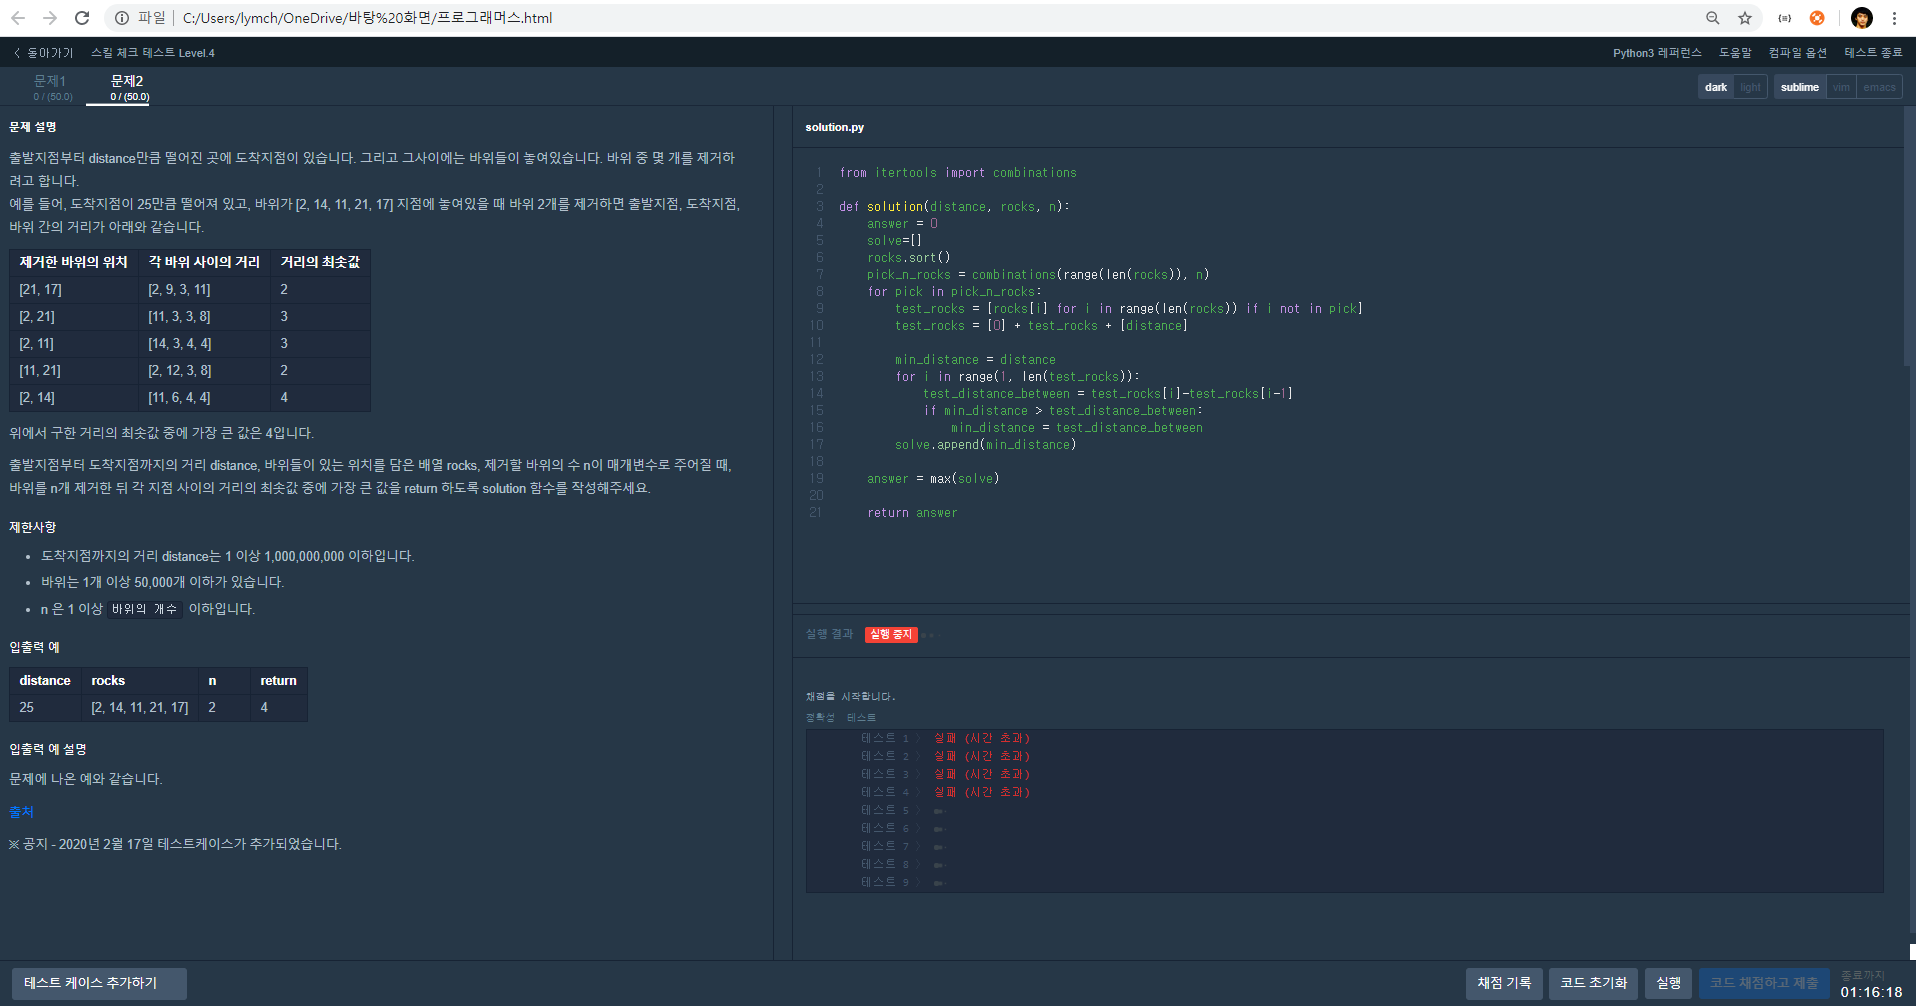 파일 | C:/Users/lymch/OneDrive/바탕%20화면/프로그래머스.html
돌아가기 스킬 체크 테스트 Level.4 Python3 레퍼런스 도움말 컴파일 옵션 테스트 종료
문제1 문제2 dark light sublime vim emacs
0 / (50.0) 0 / (50.0)
문제 설명
출발지점부터 distance만큼 떨어진 곳에 도착지점이 있습니다. 그리고 그사이에는 바위들이 놓여있습니다. 바위 중 몇 개를 제거하
려고 합니다.
예를 들어, 도착지점이 25만큼 떨어져 있고, 바위가 [2, 14, 11, 21, 17] 지점에 놓여있을 때 바위 2개를 제거하면 출발지점, 도착지점,
바위 간의 거리가 아래와 같습니다.
제거한 바위의 위치 각 바위 사이의 거리 거리의 최솟값
[21, 17] [2, 9, 3, 11] 2
[2, 21] [11, 3, 3, 8] 3
[2, 11] [14, 3, 4, 4] 3
[11, 21] [2, 12, 3, 8] 2
[2, 14] [11, 6, 4, 4] 4
위에서 구한 거리의 최솟값 중에 가장 큰 값은 4입니다.
출발지점부터 도착지점까지의 거리 distance, 바위들이 있는 위치를 담은 배열 rocks, 제거할 바위의 수 n이 매개변수로 주어질 때,
바위를 n개 제거한 뒤 각 지점 사이의 거리의 최솟값 중에 가장 큰 값을 return 하도록 solution 함수를 작성해주세요.
제한사항
• 도착지점까지의 거리 distance는 1 이상 1,000,000,000 이하입니다.
• 바위는 1개 이상 50,000개 이하가 있습니다.
• n 은 1 이상 바위의 개수 이하입니다.
입출력 예
distance rocks n return
25 [2, 14, 11, 21, 17] 2 4
입출력 예 설명
문제에 나온 예와 같습니다.
출처
※ 공지 - 2020년 2월 17일 테스트케이스가 추가되었습니다.
테스트 케이스 추가하기
solution.py
1 from itertools import combinations
2
3 def solution(distance, rocks, n):
4     answer = 0
5     solve=[]
6     rocks.sort()
7     pick_n_rocks = combinations(range(len(rocks)), n)
8     for pick in pick_n_rocks:
9         test_rocks = [rocks[i] for i in range(len(rocks)) if i not in pick]
10         test_rocks = [0] + test_rocks + [distance]
11
12         min_distance = distance
13         for i in range(1, len(test_rocks)):
14             test_distance_between = test_rocks[i]-test_rocks[i-1]
15             if min_distance > test_distance_between:
16                 min_distance = test_distance_between
17         solve.append(min_distance)
18
19     answer = max(solve)
20
21     return answer
실행 결과 실행 중지
채점을 시작합니다.
정확성 테스트
테스트 1 〉 실패 (시간 초과)
테스트 2 〉 실패 (시간 초과)
테스트 3 〉 실패 (시간 초과)
테스트 4 〉 실패 (시간 초과)
테스트 5 〉
테스트 6 〉
테스트 7 〉
테스트 8 〉
테스트 9 〉
채점 기록 코드 초기화 실행 코드 채점하고 제출 종료까지
01:16:18